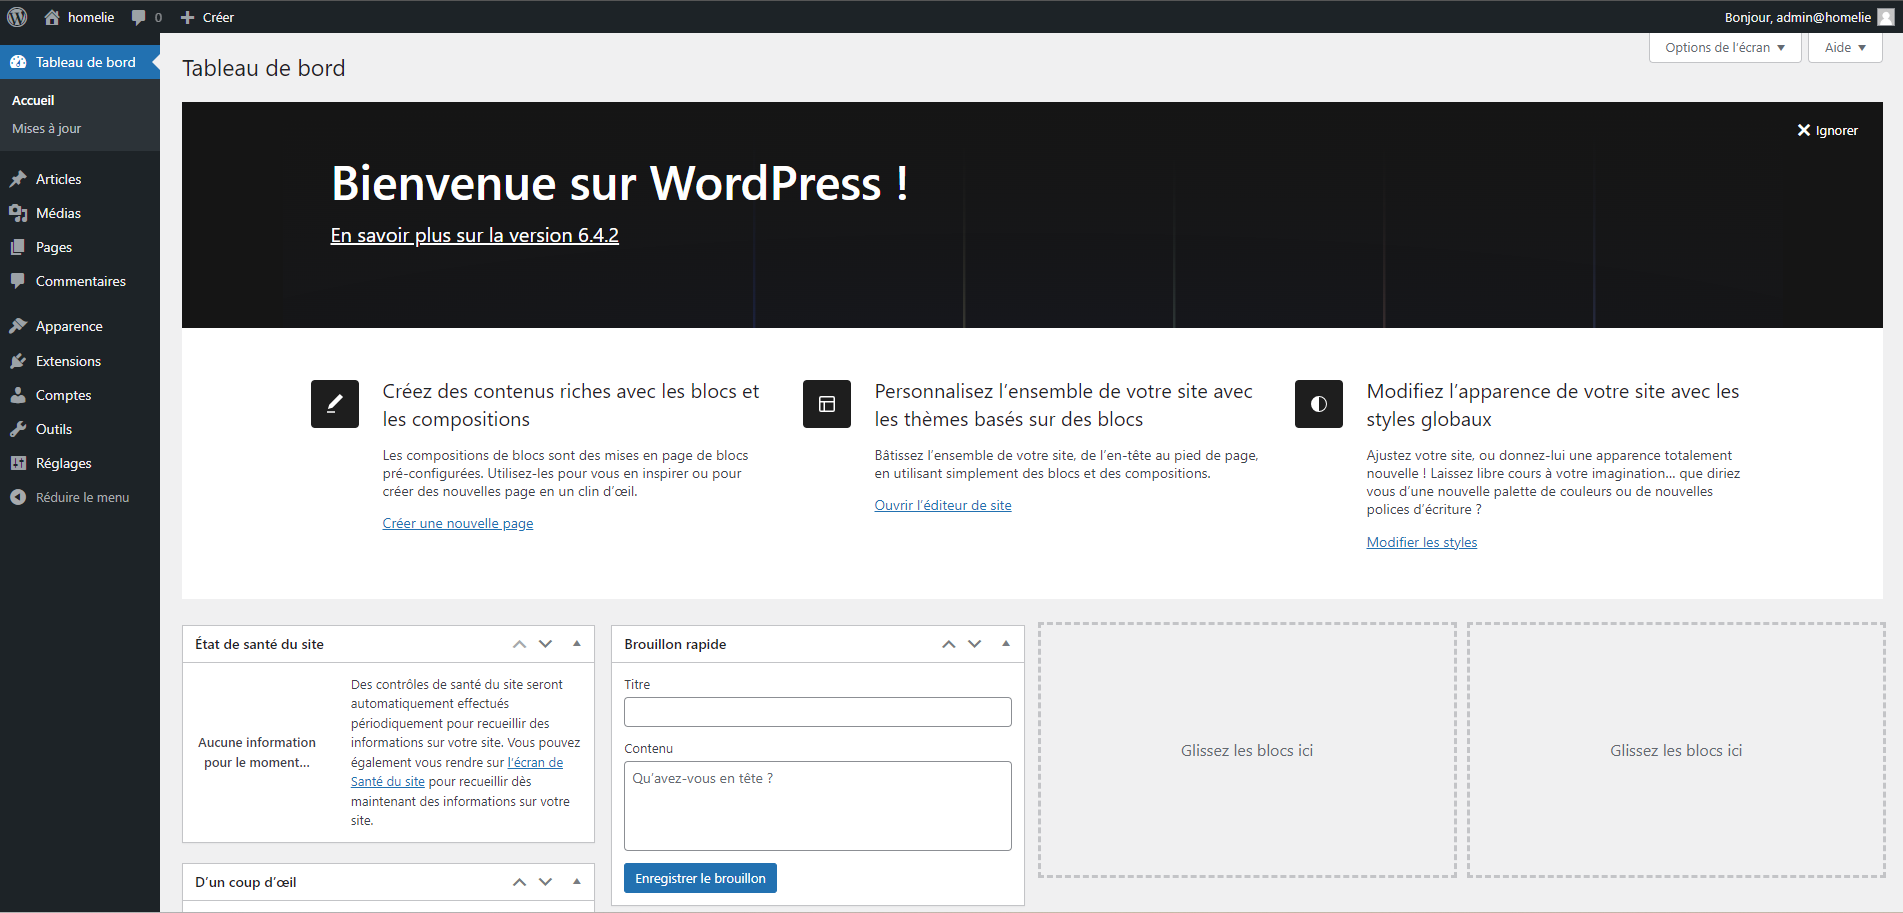 homelie
0
Créer
Bonjour, admin@homelie
Tableau de bord
Accueil
Mises à jour
Articles
Médias
Pages
Commentaires
Apparence
Extensions
Comptes
Outils
Réglages
Réduire le menu
Options de l’écran
Aide
Tableau de bord
Ignorer
Bienvenue sur WordPress !
En savoir plus sur la version 6.4.2
Créez des contenus riches avec les blocs et
les compositions
Les compositions de blocs sont des mises en page de blocs
pré-configurées. Utilisez-les pour vous en inspirer ou pour
créer des nouvelles page en un clin d’œil.
Créer une nouvelle page
Personnalisez l’ensemble de votre site avec
les thèmes basés sur des blocs
Bâtissez l’ensemble de votre site, de l’en-tête au pied de page,
en utilisant simplement des blocs et des compositions.
Ouvrir l’éditeur de site
Modifiez l’apparence de votre site avec les
styles globaux
Ajustez votre site, ou donnez-lui une apparence totalement
nouvelle ! Laissez libre cours à votre imagination… que diriez
vous d’une nouvelle palette de couleurs ou de nouvelles
polices d’écriture ?
Modifier les styles
État de santé du site
Aucune information
pour le moment…
Des contrôles de santé du site seront
automatiquement effectués
périodiquement pour recueillir des
informations sur votre site. Vous pouvez
également vous rendre sur l’écran de
Santé du site pour recueillir dès
maintenant des informations sur votre
site.
D’un coup d’œil
Brouillon rapide
Titre
Contenu
Qu’avez-vous en tête ?
Enregistrer le brouillon
Glissez les blocs ici
Glissez les blocs ici